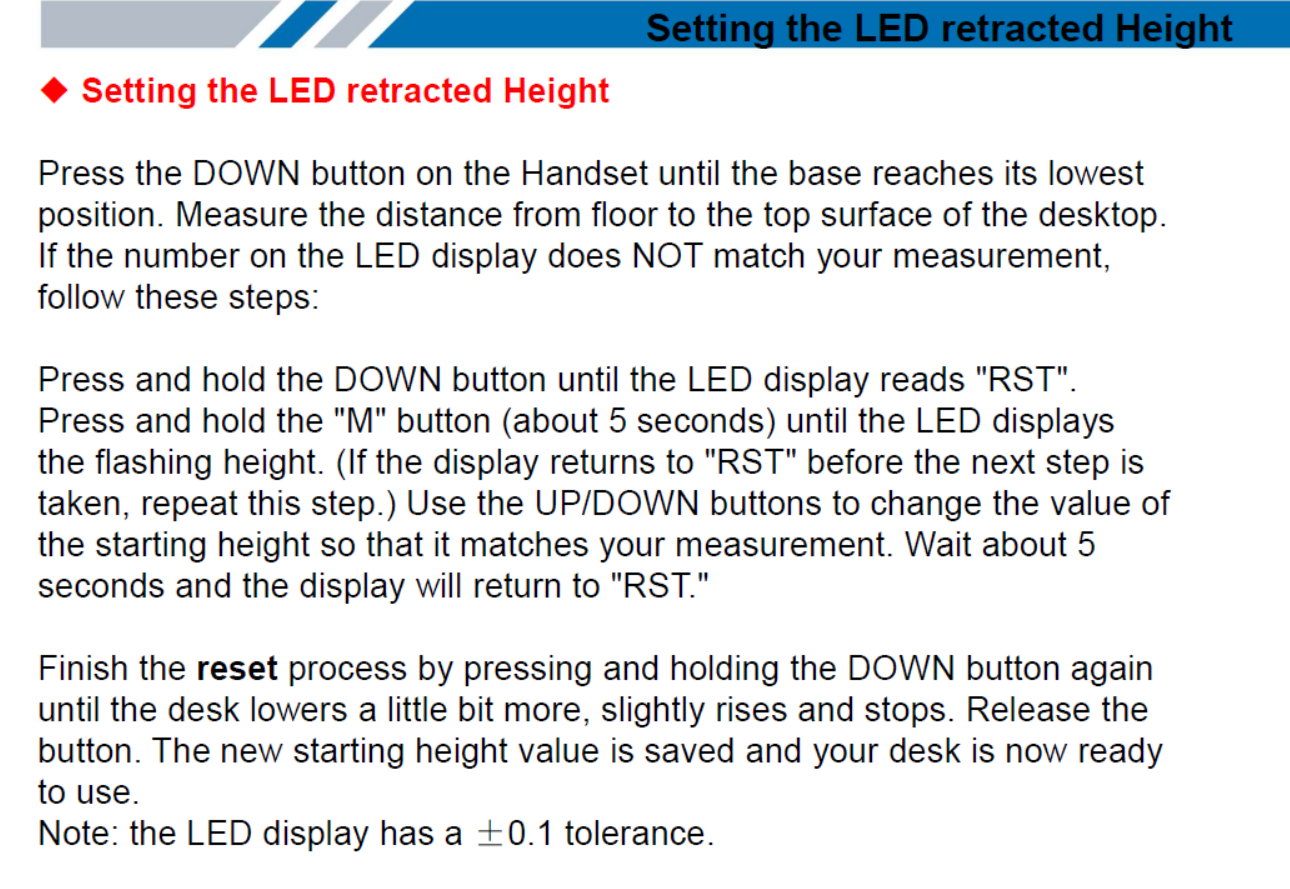 Setting the LED retracted Height
◆ Setting the LED retracted Height
Press the DOWN button on the Handset until the base reaches its lowest
position. Measure the distance from floor to the top surface of the desktop.
If the number on the LED display does NOT match your measurement,
follow these steps:
Press and hold the DOWN button until the LED display reads "RST".
Press and hold the "M" button (about 5 seconds) until the LED displays
the flashing height. (If the display returns to "RST" before the next step is
taken, repeat this step.) Use the UP/DOWN buttons to change the value of
the starting height so that it matches your measurement. Wait about 5
seconds and the display will return to "RST."
Finish the reset process by pressing and holding the DOWN button again
until the desk lowers a little bit more, slightly rises and stops. Release the
button. The new starting height value is saved and your desk is now ready
to use.
Note: the LED display has a ±0.1 tolerance.